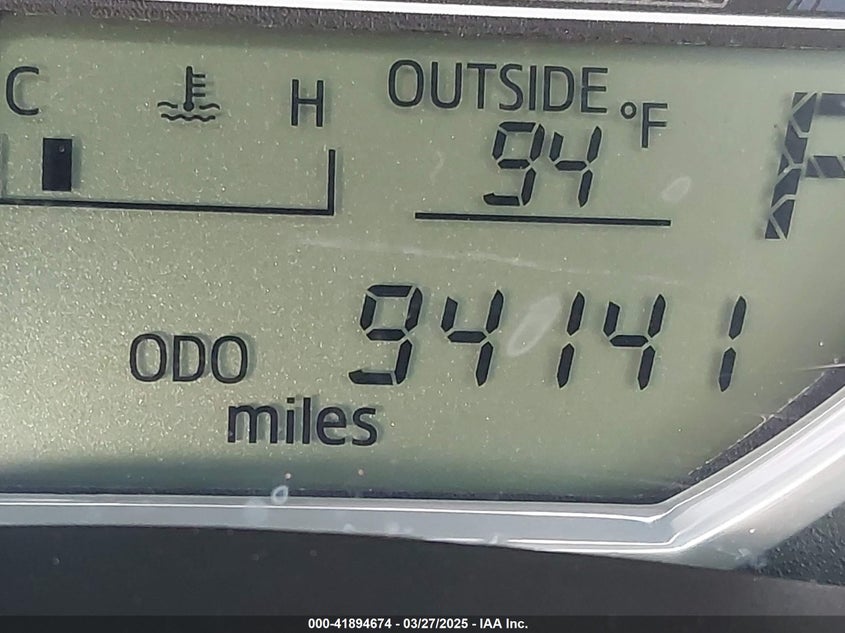 C H OUTSIDE
°F
94
ODO 94141
miles
000-41894674 - 03/27/2025 - IAA Inc.